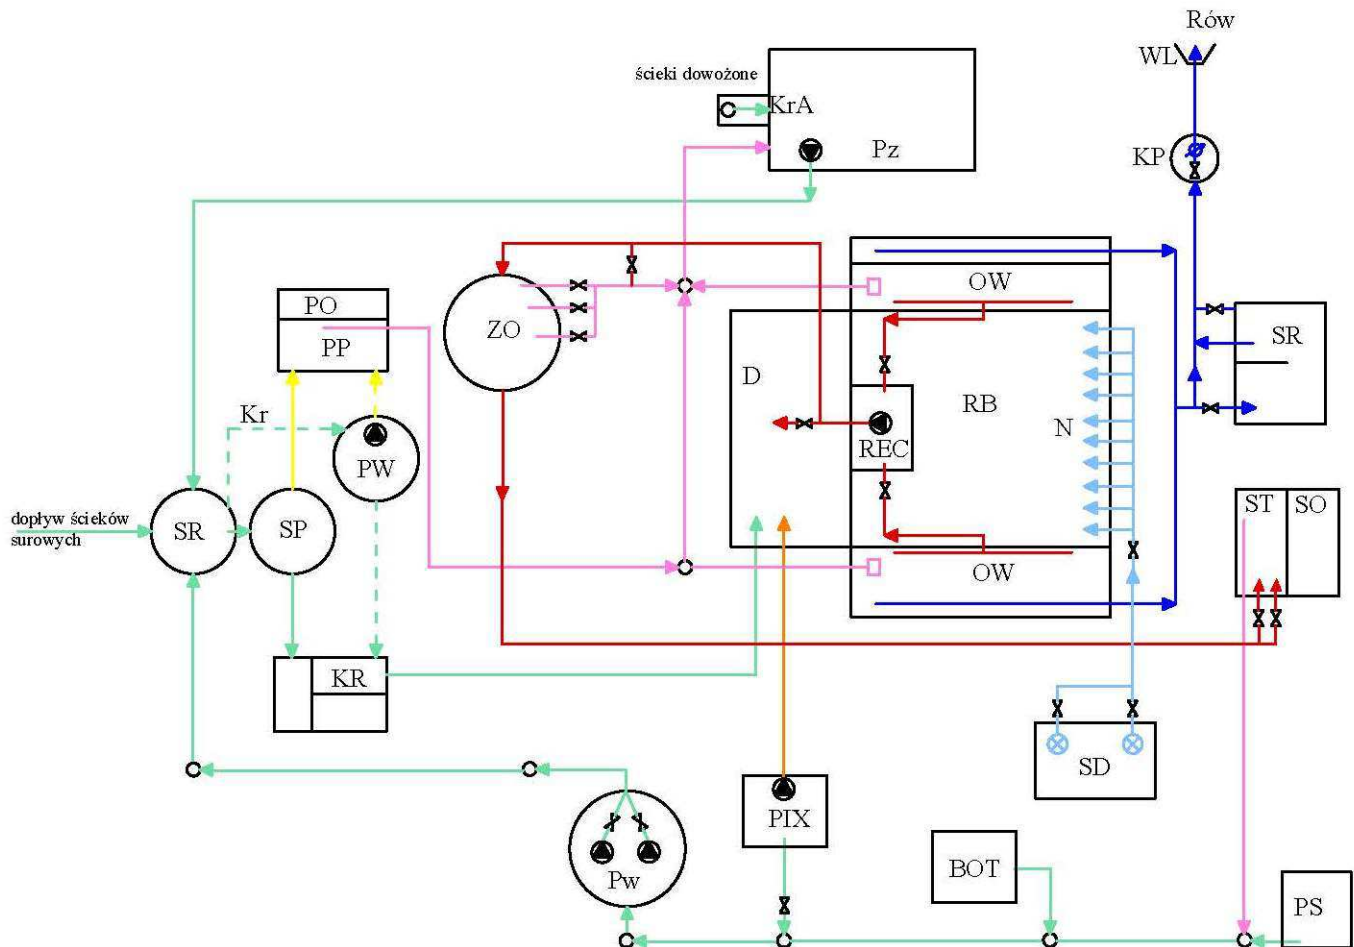 Rów
WL
ścieki dowożone
KrA
Pz
KP
OW
PO
PP
ZO
SR
D
RB
N
Kr
REC
PW
dopływ ścieków
surowych
SR
SP
ST
SO
OW
KR
SD
PIX
Pw
BOT
PS